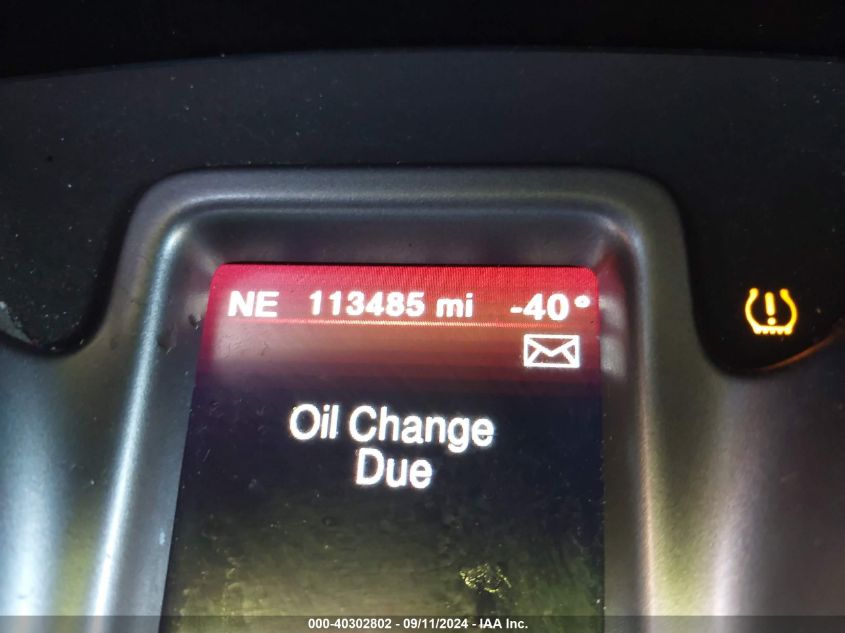 NE 113485 mi -40°
Oil Change
Due
000-40302802 - 09/11/2024 - IAA Inc.